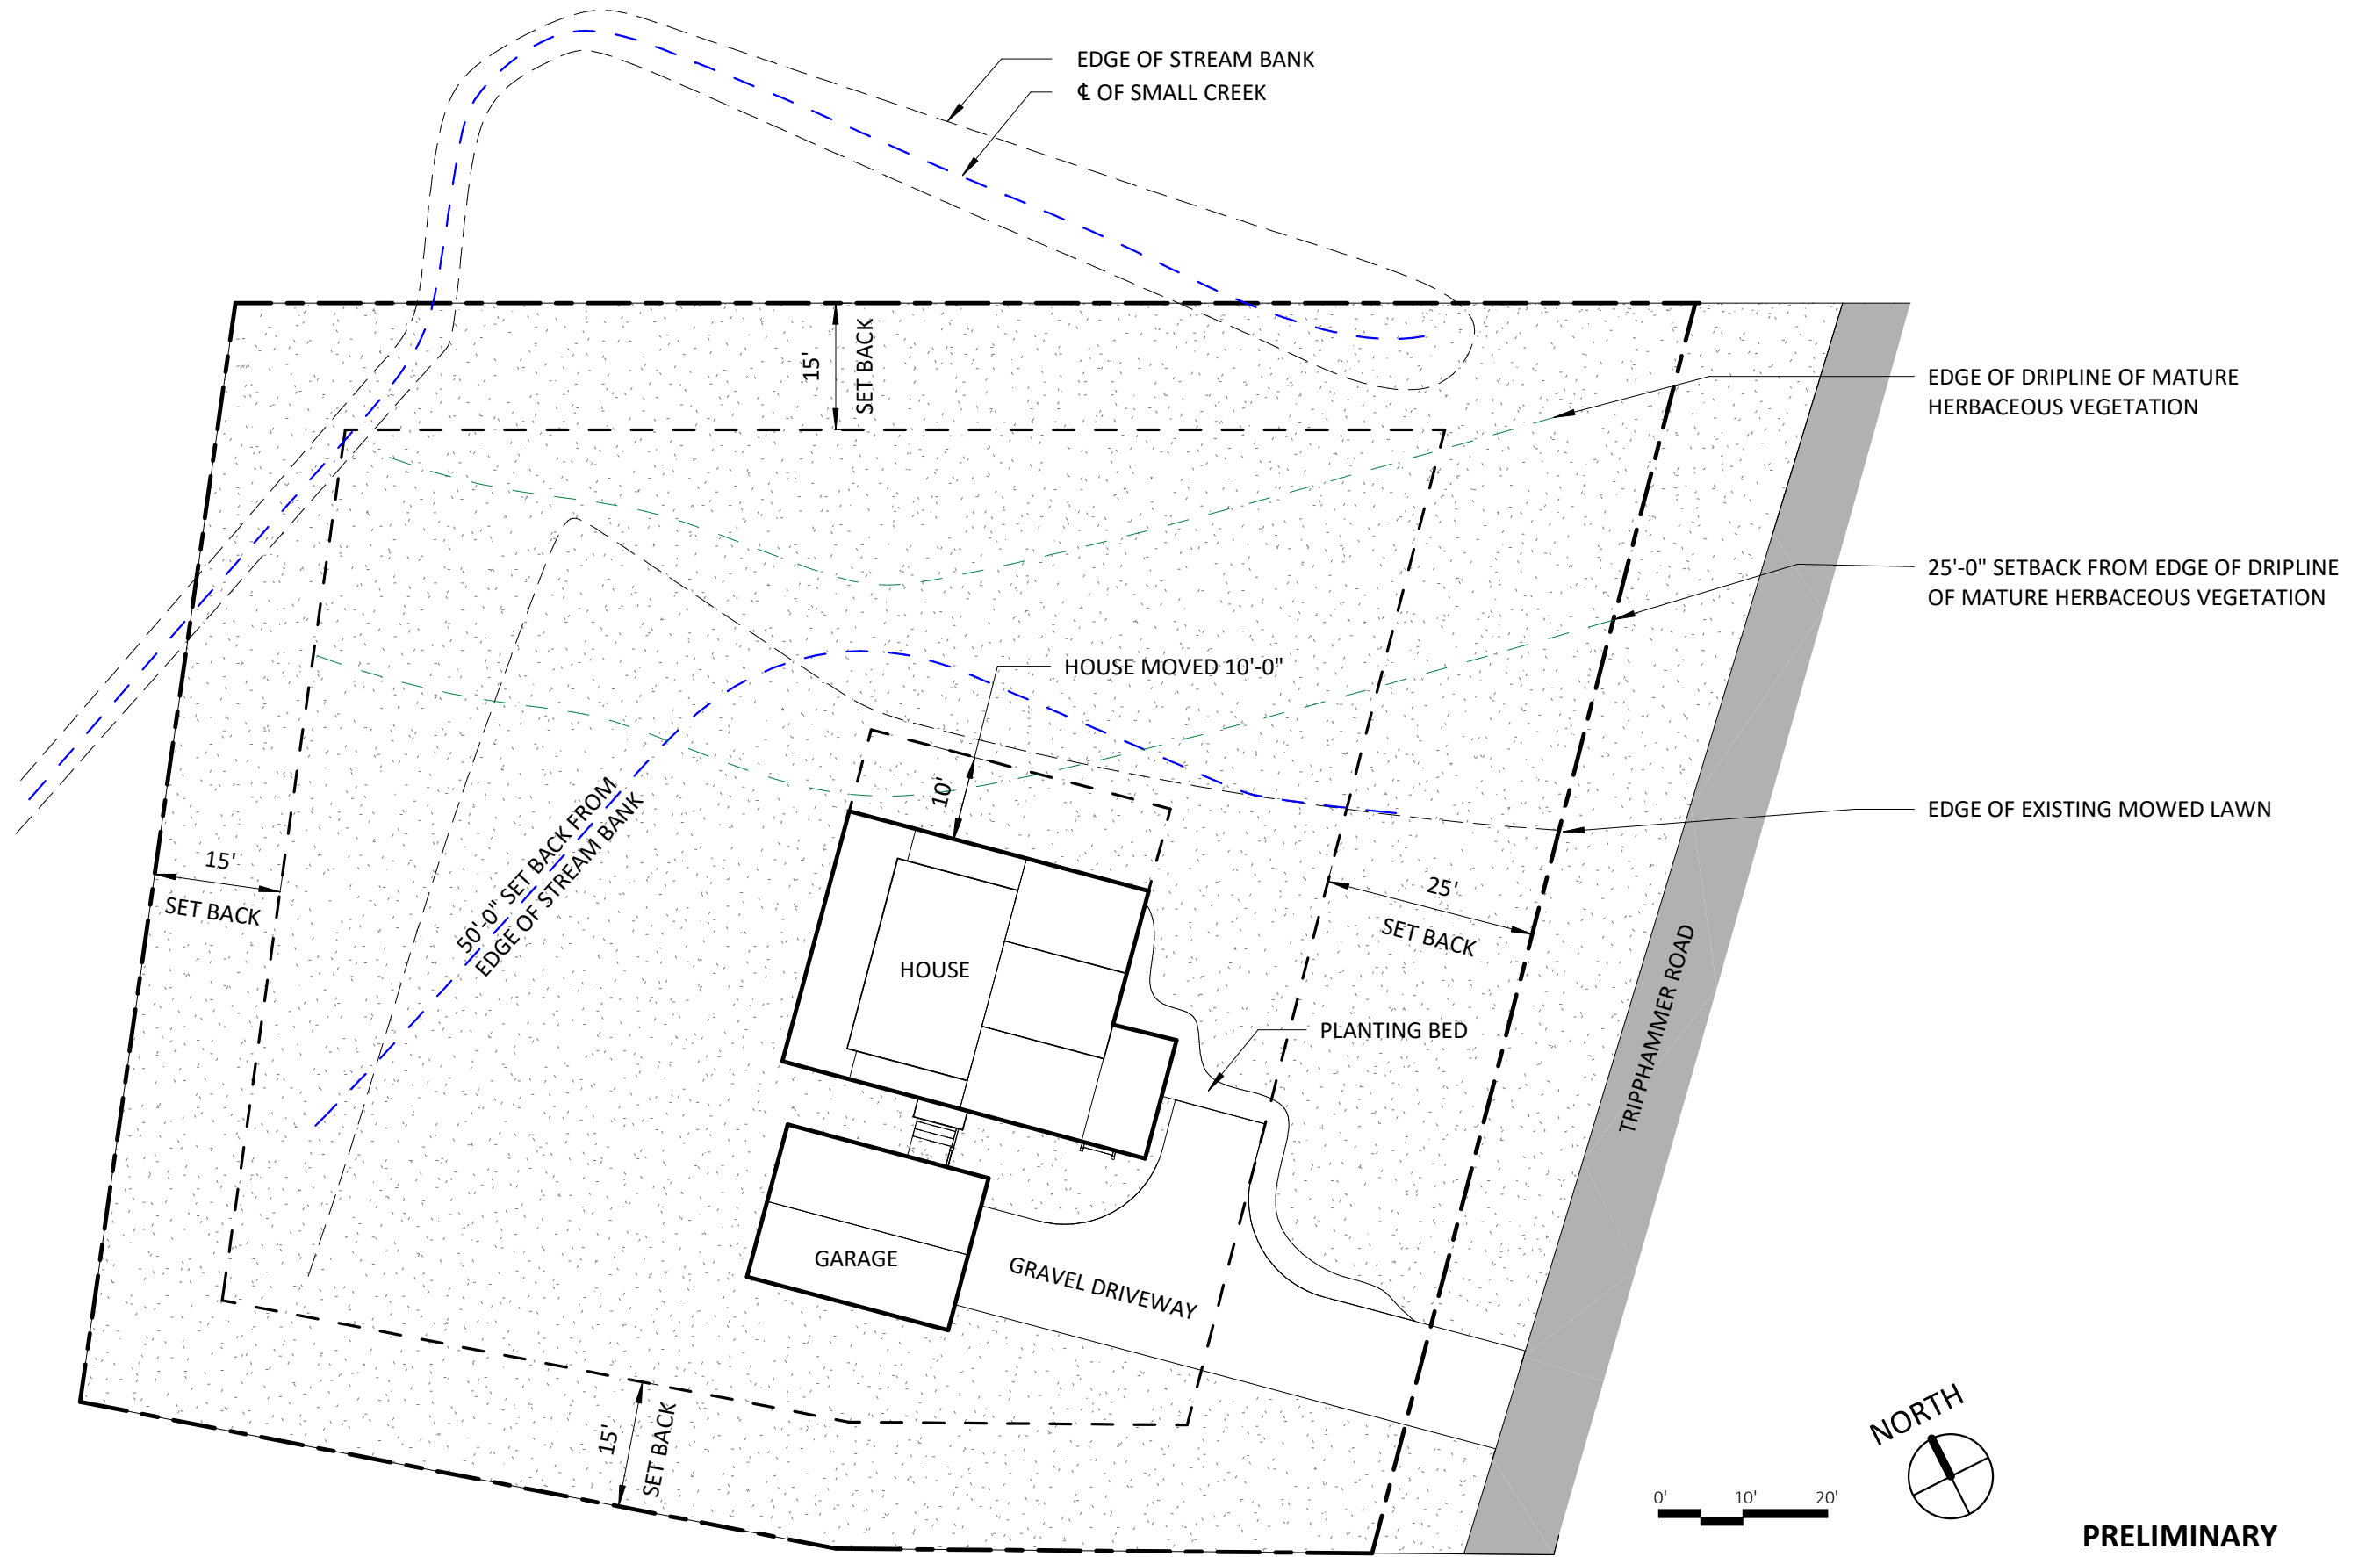 EDGE OF STREAM BANK
℄ OF SMALL CREEK
15'
SET BACK
EDGE OF DRIPLINE OF MATURE
HERBACEOUS VEGETATION
25'-0" SETBACK FROM EDGE OF DRIPLINE
OF MATURE HERBACEOUS VEGETATION
HOUSE MOVED 10'-0"
10'
EDGE OF EXISTING MOWED LAWN
50'-0" SET BACK FROM
EDGE OF STREAM BANK
15'
SET BACK
25'
SET BACK
HOUSE
PLANTING BED
TRIPPHAMMER ROAD
GARAGE
GRAVEL DRIVEWAY
15'
SET BACK
NORTH
0' 10' 20'
PRELIMINARY